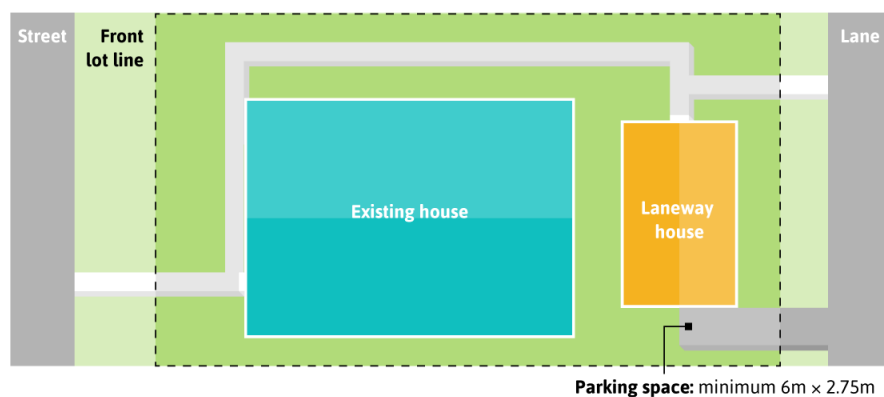 Street
Front
lot line
Lane
Existing house
Laneway
house
Parking space: minimum 6m × 2.75m